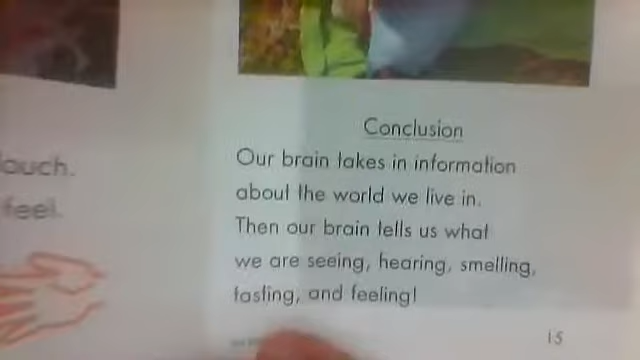 touch.
feel.
Conclusion
Our brain takes in information
about the world we live in.
Then our brain tells us what
we are seeing, hearing, smelling,
tasting, and feeling!
15